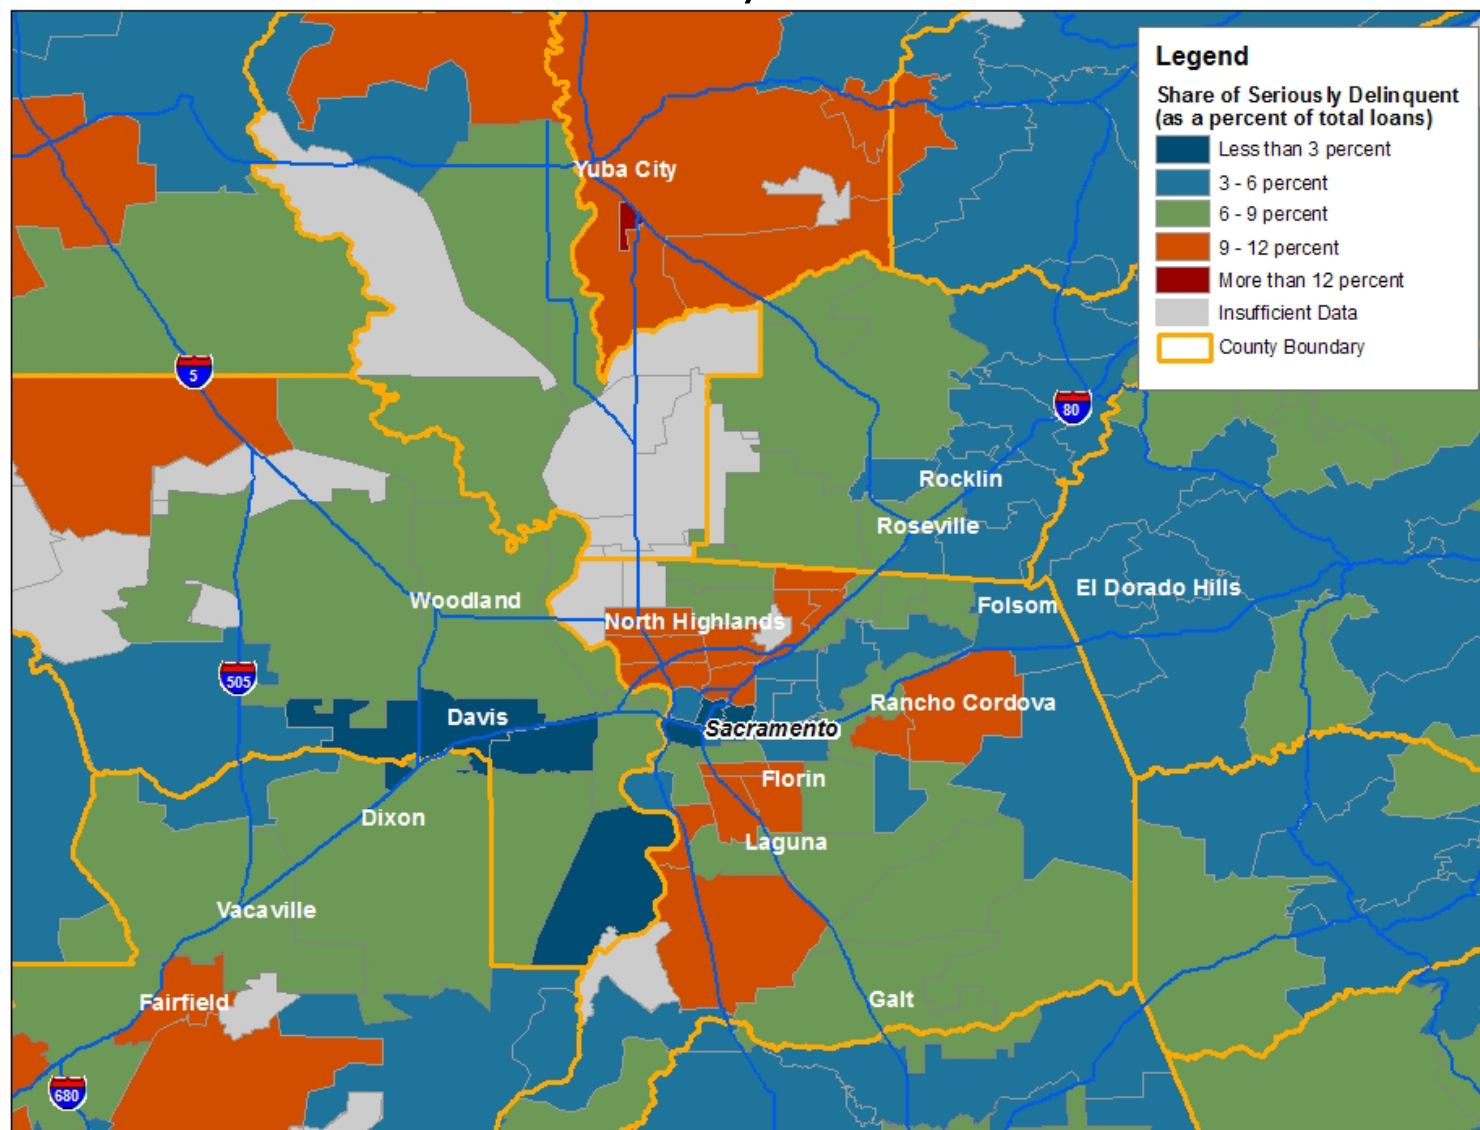 Legend
Share of Seriously Delinquent
(as a percent of total loans)
Less than 3 percent
3 - 6 percent
6 - 9 percent
9 - 12 percent
More than 12 percent
Insufficient Data
County Boundary
Yuba City
5
80
Rocklin
Roseville
Woodland
North Highlands
Folsom
El Dorado Hills
505
Davis
Sacramento
Rancho Cordova
Florin
Dixon
Laguna
Vacaville
Fairfield
Galt
680